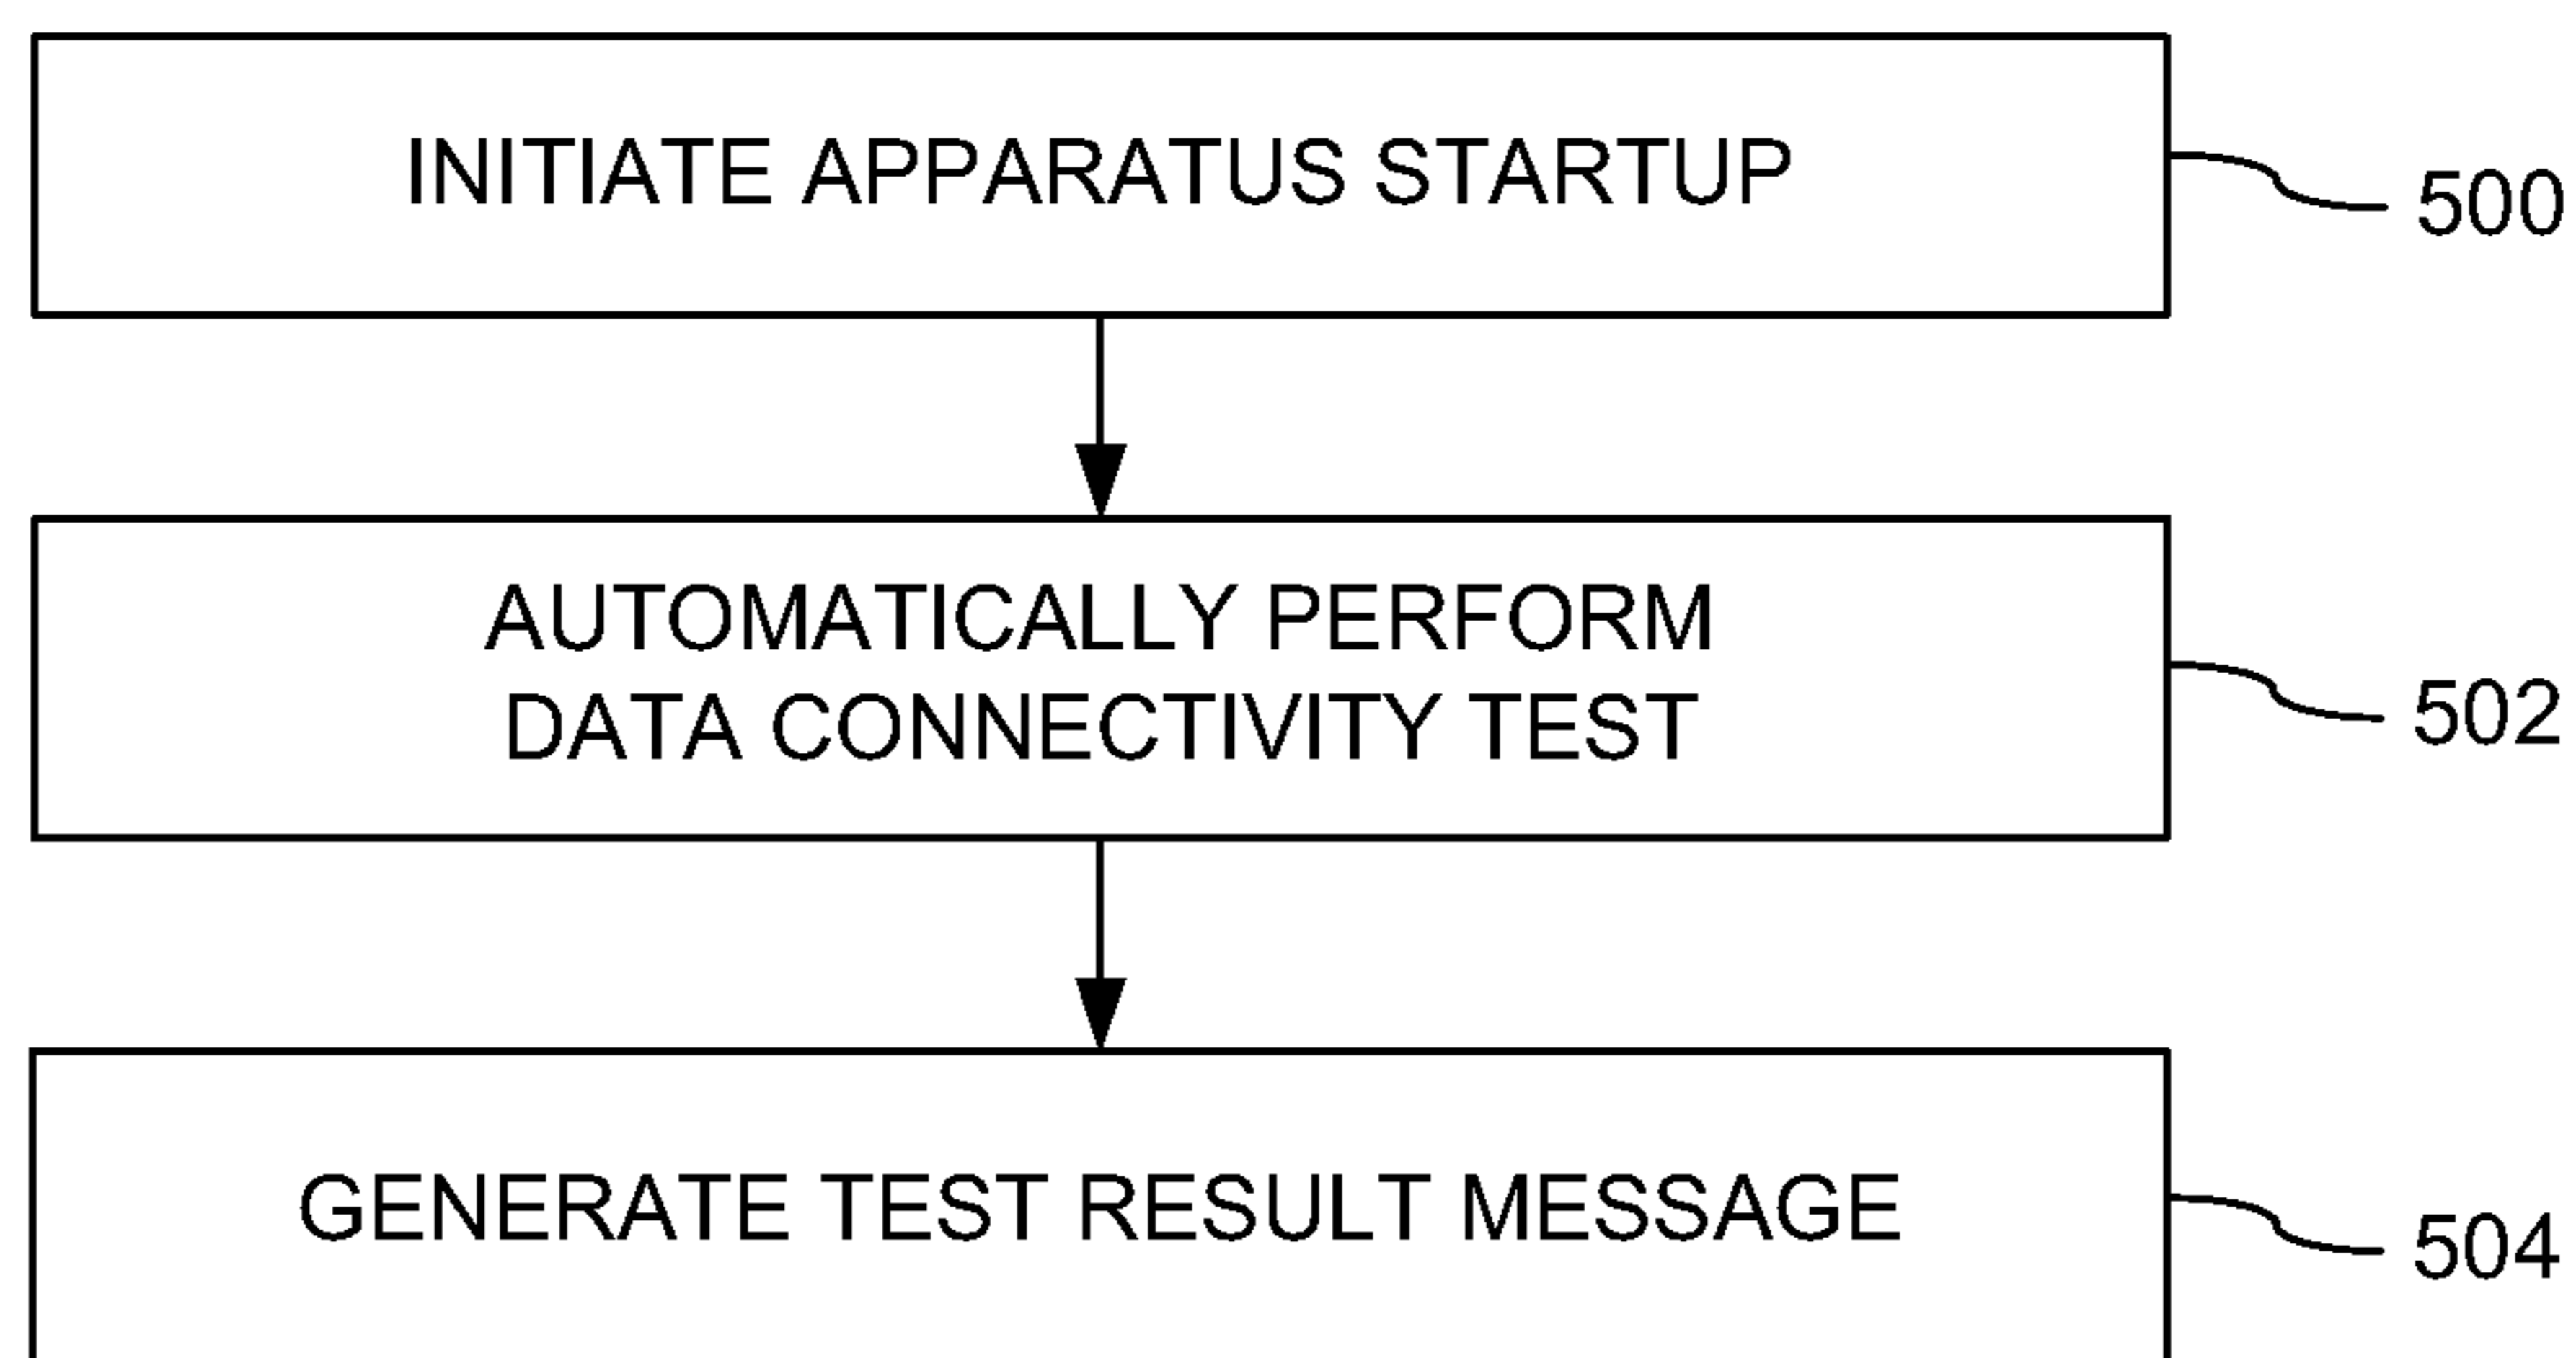 INITIATE APPARATUS STARTUP
500
AUTOMATICALLY PERFORM
DATA CONNECTIVITY TEST
502
GENERATE TEST RESULT MESSAGE
504